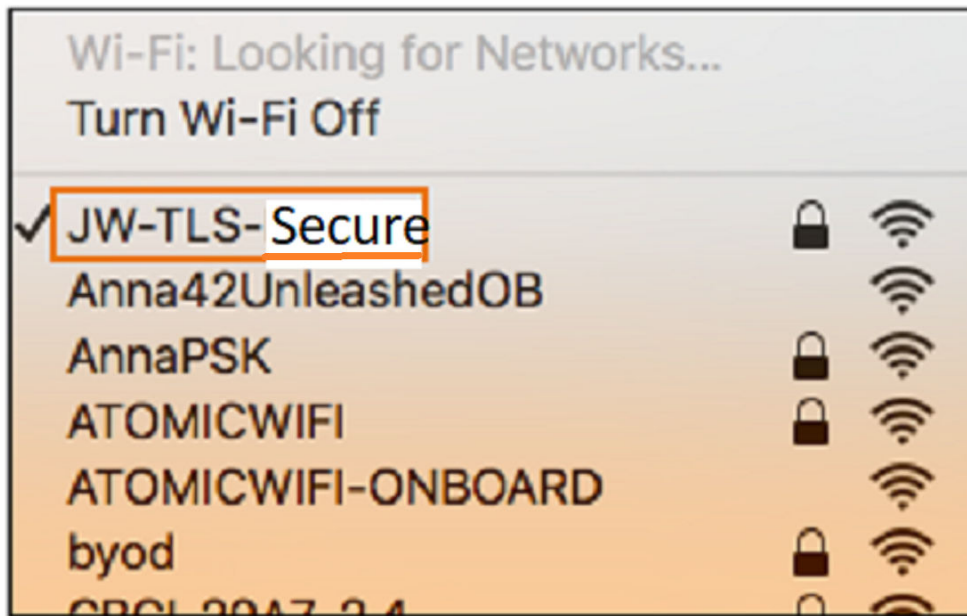 Wi-Fi: Looking for Networks...
Turn Wi-Fi Off
JW-TLS-Secure
Anna42UnleashedOB
AnnaPSK
ATOMICWIFI
ATOMICWIFI-ONBOARD
byod